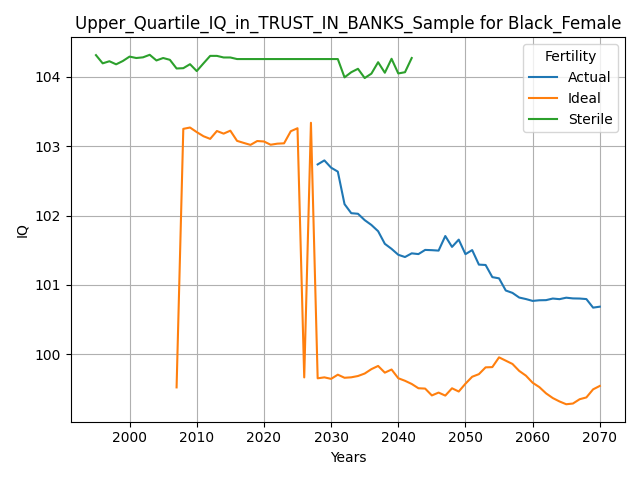 Upper_Quartile_IQ_in_TRUST_IN_BANKS_Sample for Black_Female
Fertility
Actual
Ideal
Sterile
104
103
102
101
100
IQ
2000 2010 2020 2030 2040 2050 2060 2070
Years